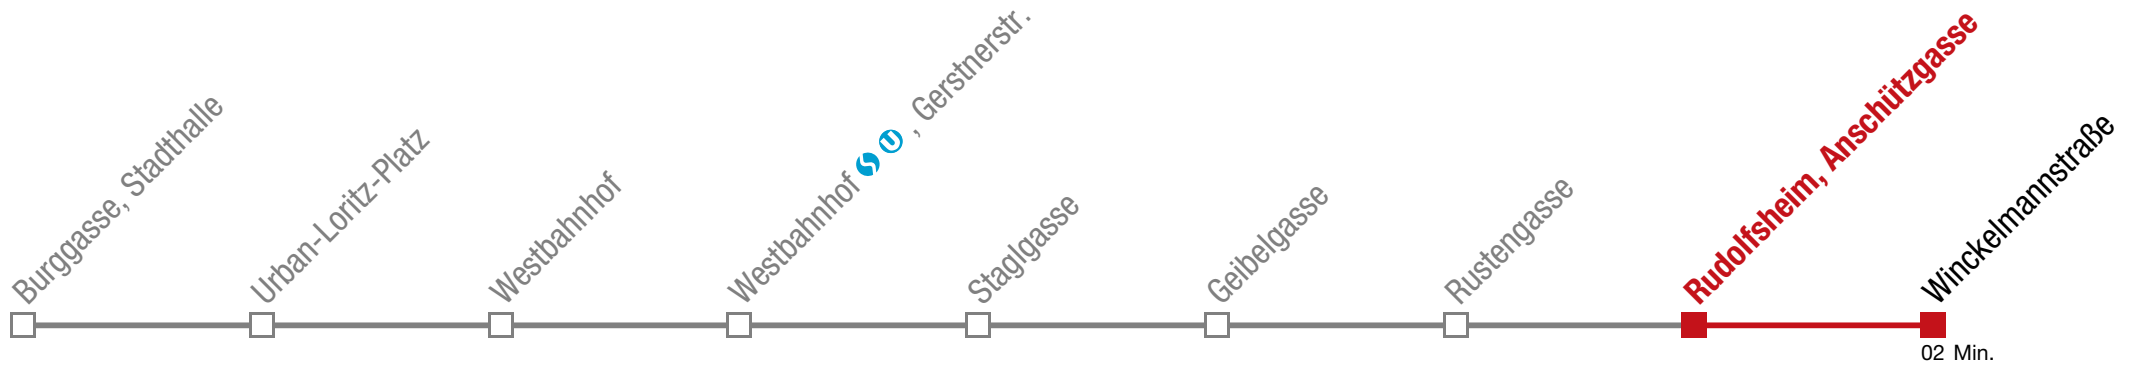 Burggasse, Stadthalle
Urban-Loritz-Platz
Westbahnhof
Westbahnhof S U , Gerstnerstr.
Staglgasse
Geibelgasse
Rustengasse
Rudolfsheim, Anschützgasse
Winckelmannstraße
02 Min.